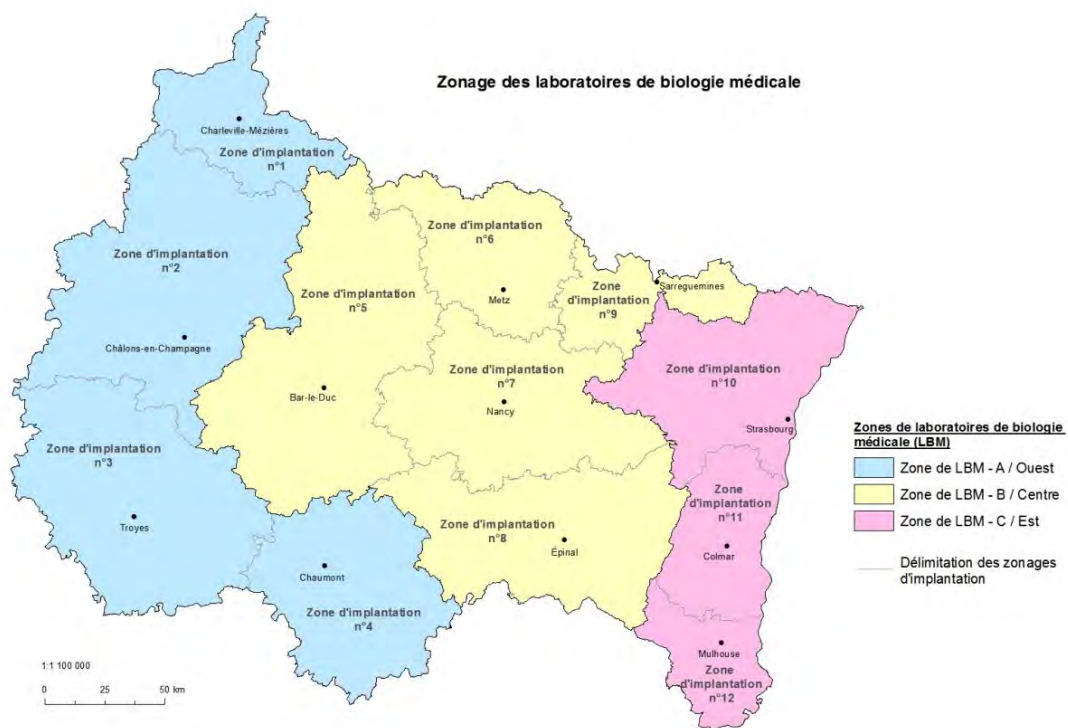 Zonage des laboratoires de biologie médicale
Charleville-Mézières
Zone d'implantation
n°1
Zone d'implantation
n°2
Châlons-en-Champagne
Zone d'implantation
n°3
Troyes
Chaumont
Zone d'implantation
n°4
Zone d'implantation
n°5
Bar-le-Duc
Zone d'implantation
n°6
Metz
Zone d'implantation
n°7
Nancy
Zone d'implantation
n°8
Épinal
Zone
d'implantation
n°9
Sarreguemines
Zone d'implantation
n°10
Strasbourg
Zone
d'implantation
n°11
Colmar
Mulhouse
Zone
d'implantation
n°12
Zones de laboratoires de biologie
médicale (LBM)
Zone de LBM - A / Ouest
Zone de LBM - B / Centre
Zone de LBM - C / Est
Délimitation des zonages
d'implantation
1:1 100 000
0 25 50 km